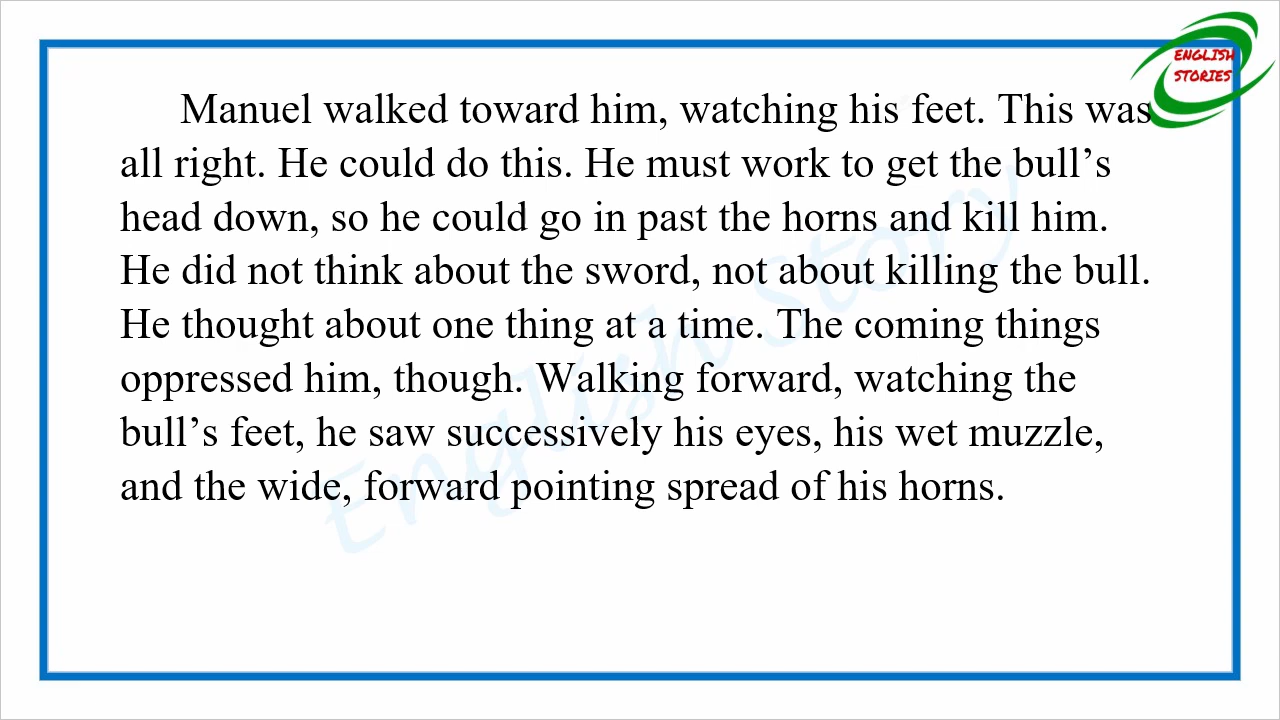 ENGLISH
STORIES
Manuel walked toward him, watching his feet. This was
all right. He could do this. He must work to get the bull’s
head down, so he could go in past the horns and kill him.
He did not think about the sword, not about killing the bull.
He thought about one thing at a time. The coming things
oppressed him, though. Walking forward, watching the
bull’s feet, he saw successively his eyes, his wet muzzle,
and the wide, forward pointing spread of his horns.
English Story